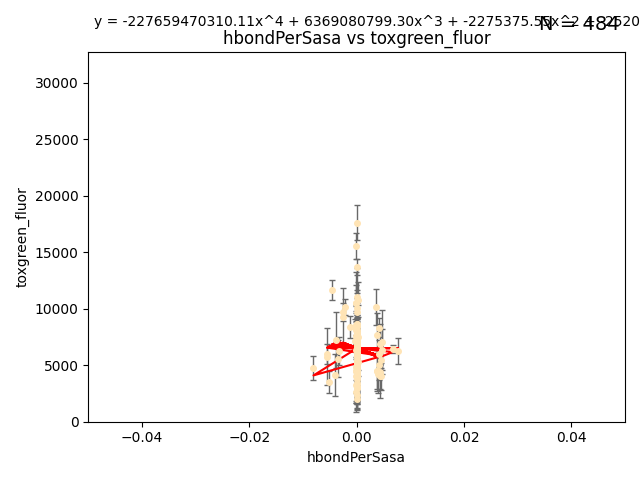 y = -227659470310.11x^4 + 6369080799.30x^3 + -2275375.55x^2 + -2520
N = 484
hbondPerSasa vs toxgreen_fluor
30000
25000
20000
15000
10000
5000
0
toxgreen_fluor
−0.04
−0.02
0.00
0.02
0.04
hbondPerSasa